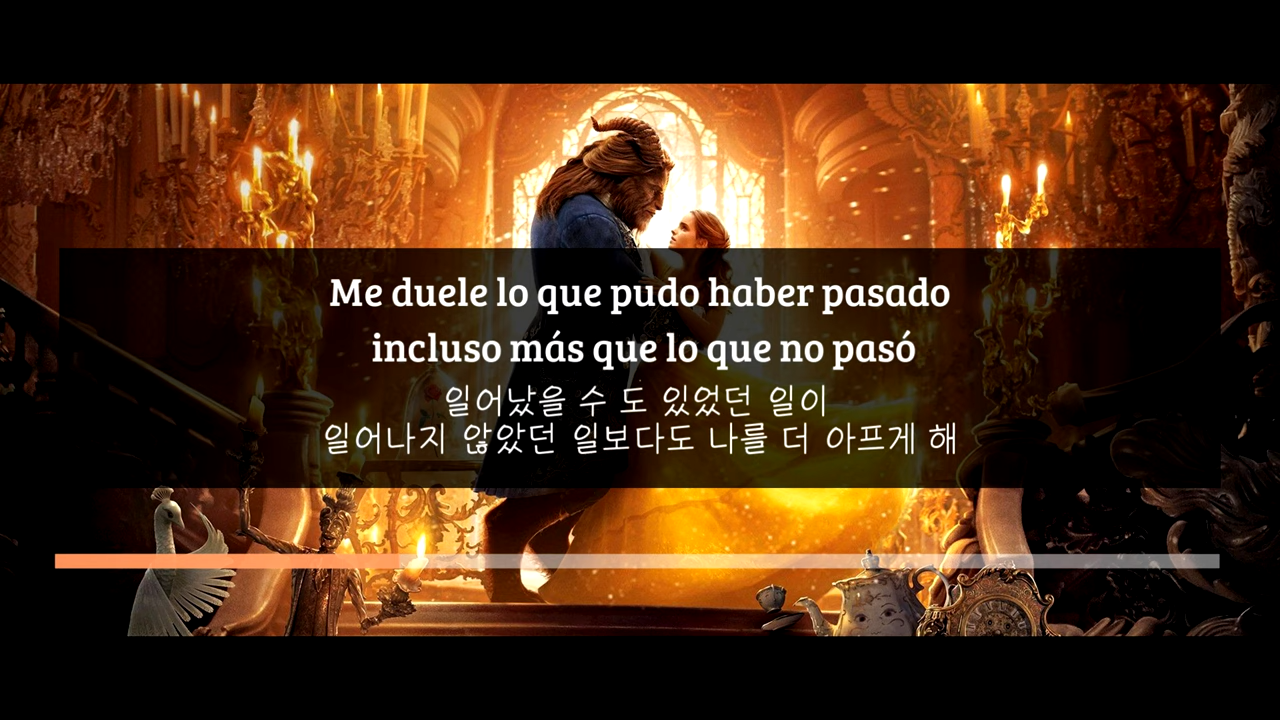 Me duele lo que pudo haber pasado
incluso más que lo que no pasó
일어났을 수 도 있었던 일이
일어나지 않았던 일보다도 나를 더 아프게 해